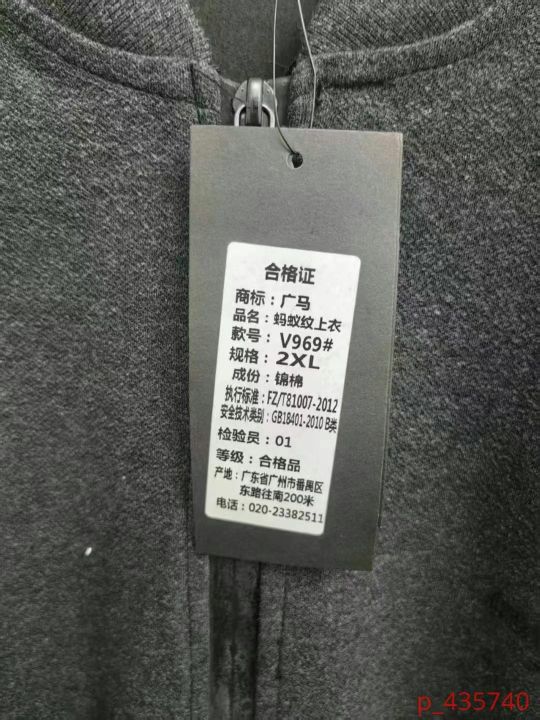 合格证
商标：广马
品名：蚂蚁纹上衣
款号：V969#
规格：2XL
成份：锦棉
执行标准：FZ/T81007-2012
安全技术类别：GB18401-2010 B类
检验员：01
等级：合格品
产地：广东省广州市番禺区
东路往南200米
电话：020-23382511
p_435740